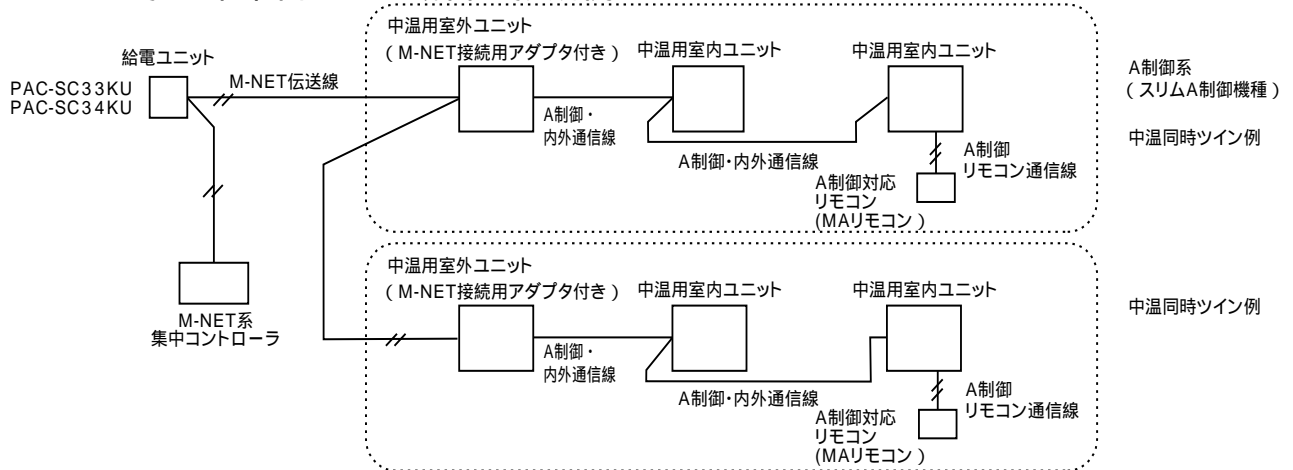 給電ユニット
PAC-SC33KU
PAC-SC34KU
M-NET伝送線
M-NET系
集中コントローラ
中温用室外ユニット
( M-NET接続用アダプタ付き )
中温用室内ユニット
中温用室内ユニット
A制御・
内外通信線
A制御・内外通信線
A制御
リモコン通信線
A制御対応
リモコン
(MAリモコン )
A制御系
( スリムA制御機種 )
中温同時ツイン例
中温用室外ユニット
( M-NET接続用アダプタ付き )
中温用室内ユニット
中温用室内ユニット
A制御・
内外通信線
A制御・内外通信線
A制御
リモコン通信線
A制御対応
リモコン
(MAリモコン )
中温同時ツイン例